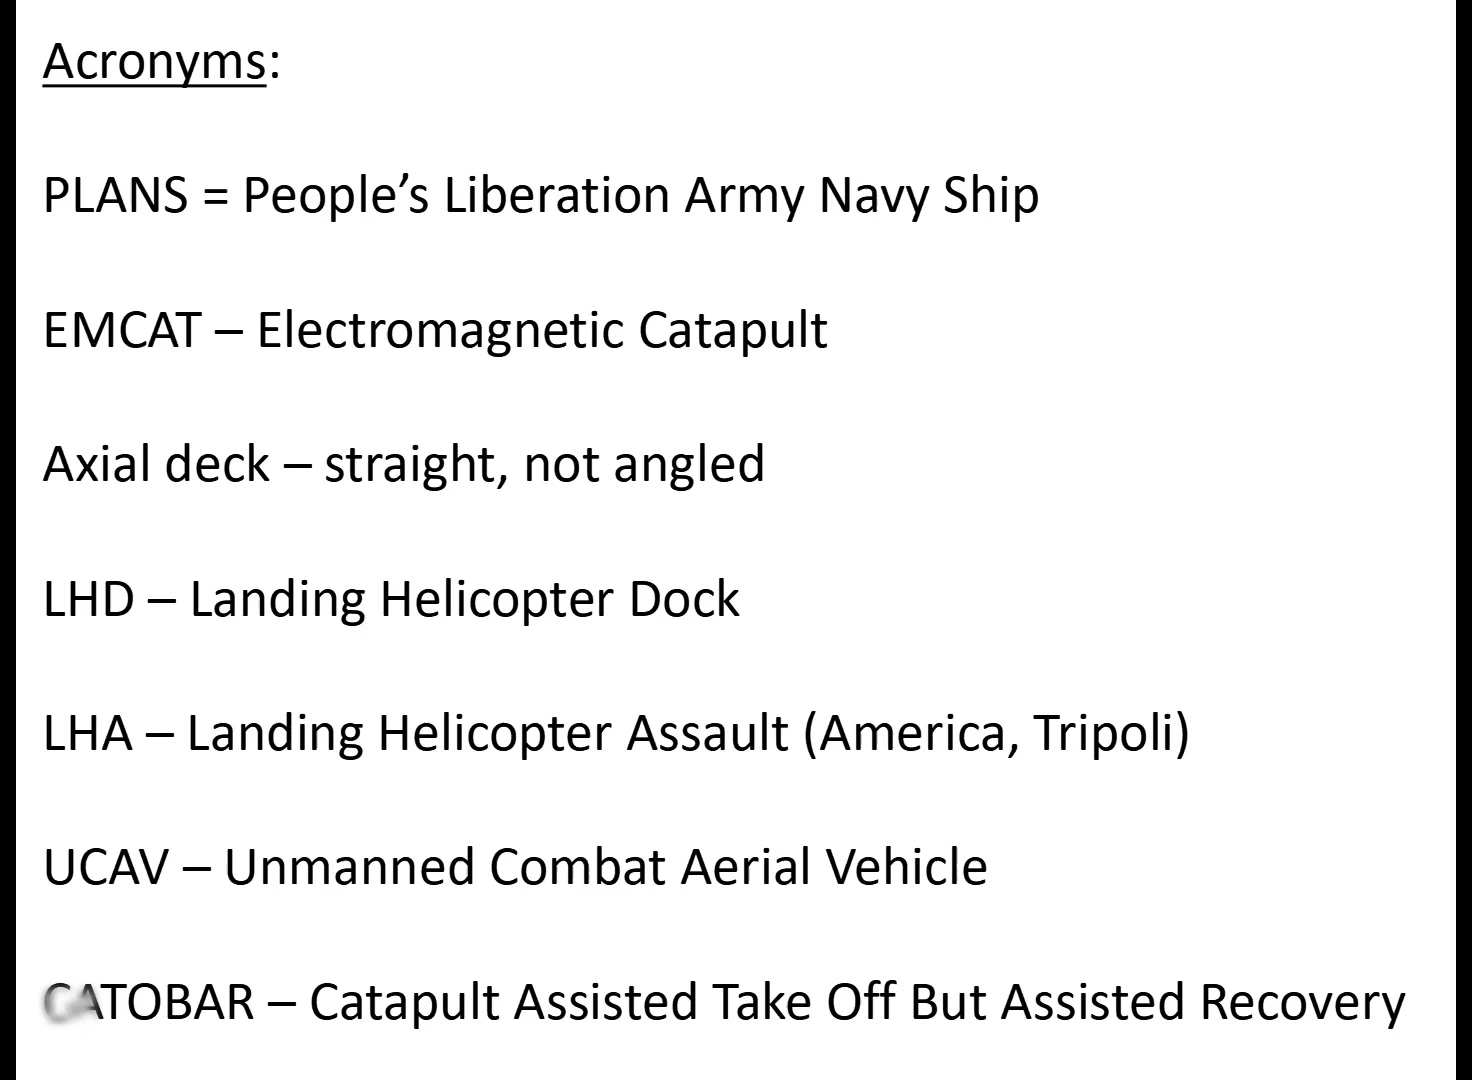 Acronyms:
PLANS = People’s Liberation Army Navy Ship
EMCAT – Electromagnetic Catapult
Axial deck – straight, not angled
LHD – Landing Helicopter Dock
LHA – Landing Helicopter Assault (America, Tripoli)
UCAV – Unmanned Combat Aerial Vehicle
CATOBAR – Catapult Assisted Take Off But Assisted Recovery